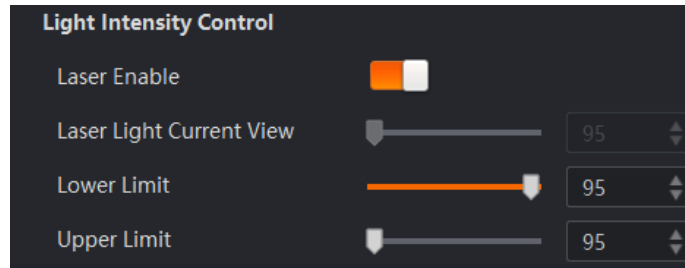 Light Intensity Control
Laser Enable
Laser Light Current View 95
Lower Limit 95
Upper Limit 95